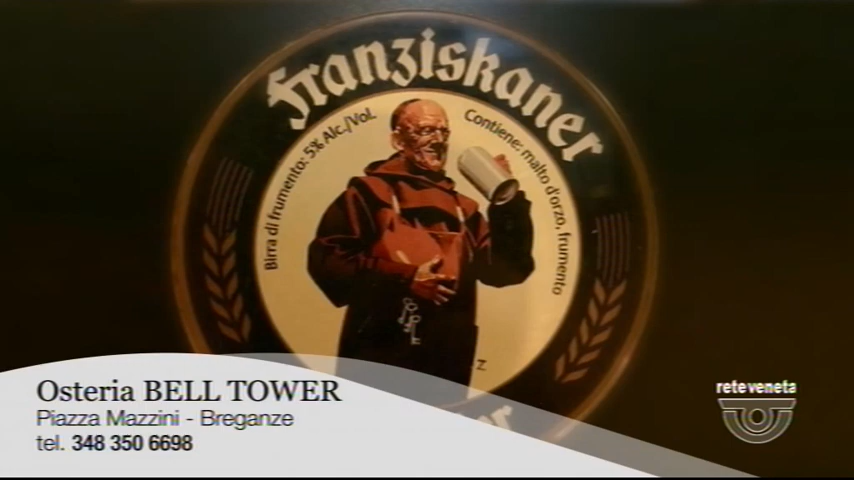 franziskaner
Birra di frumento: 5% Alc./Vol.
Contiene: malto d'orzo, frumento
Osteria BELL TOWER
Piazza Mazzini - Breganze
tel. 348 350 6698
reteveneta